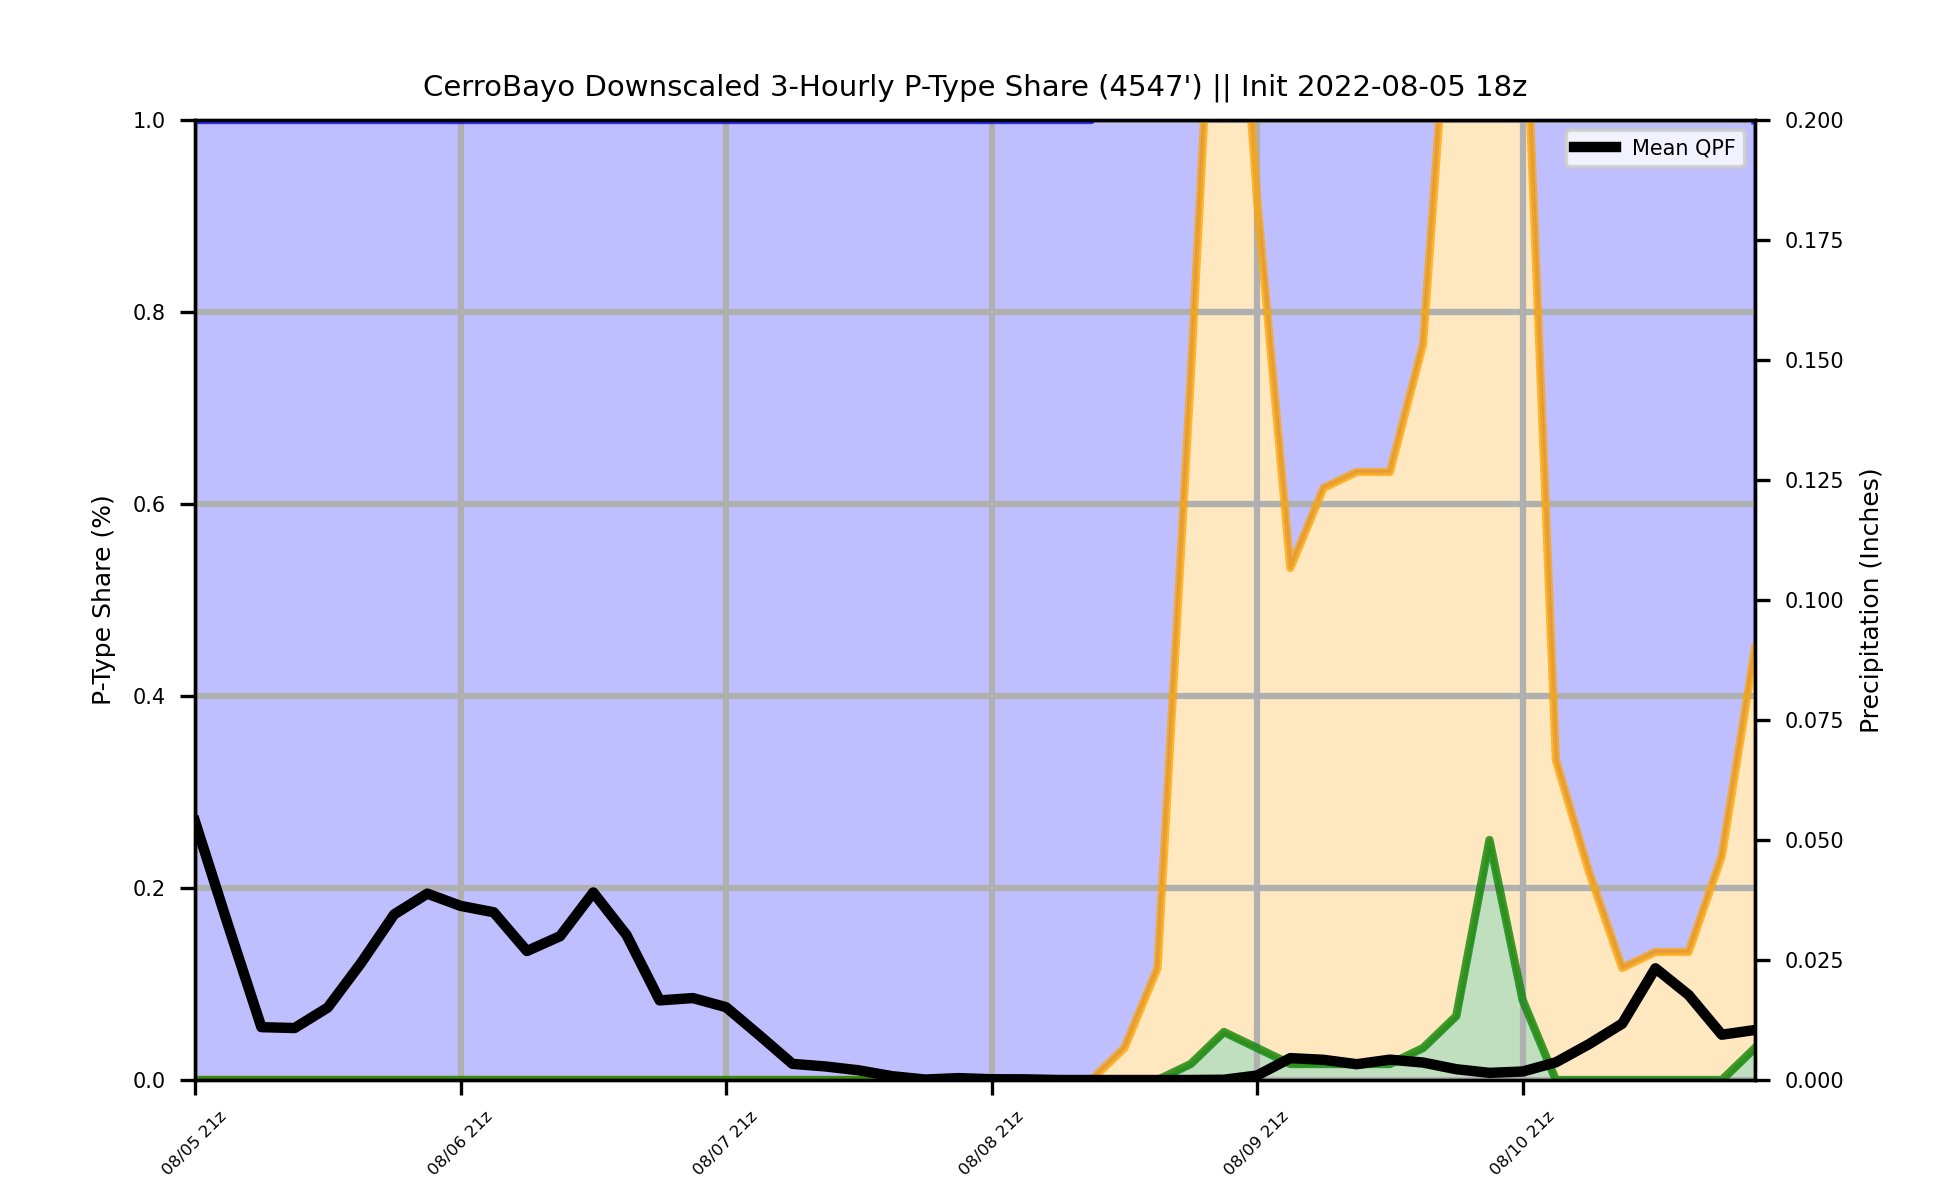 CerroBayo Downscaled 3-Hourly P-Type Share (4547') || Init 2022-08-05 18z
Mean QPF
P-Type Share (%)
1.0
0.8
0.6
0.4
0.2
0.0
0.200
0.175
0.150
0.125
0.100
0.075
0.050
0.025
0.000
Precipitation (Inches)
08/05 21z
08/06 21z
08/07 21z
08/08 21z
08/09 21z
08/10 21z